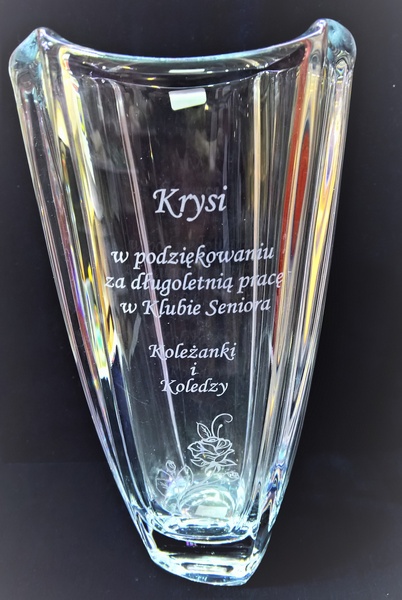 Krysi
w podziękowaniu
za długoletnią pracę
w Klubie Seniora
Koleżanki
i
Koledzy